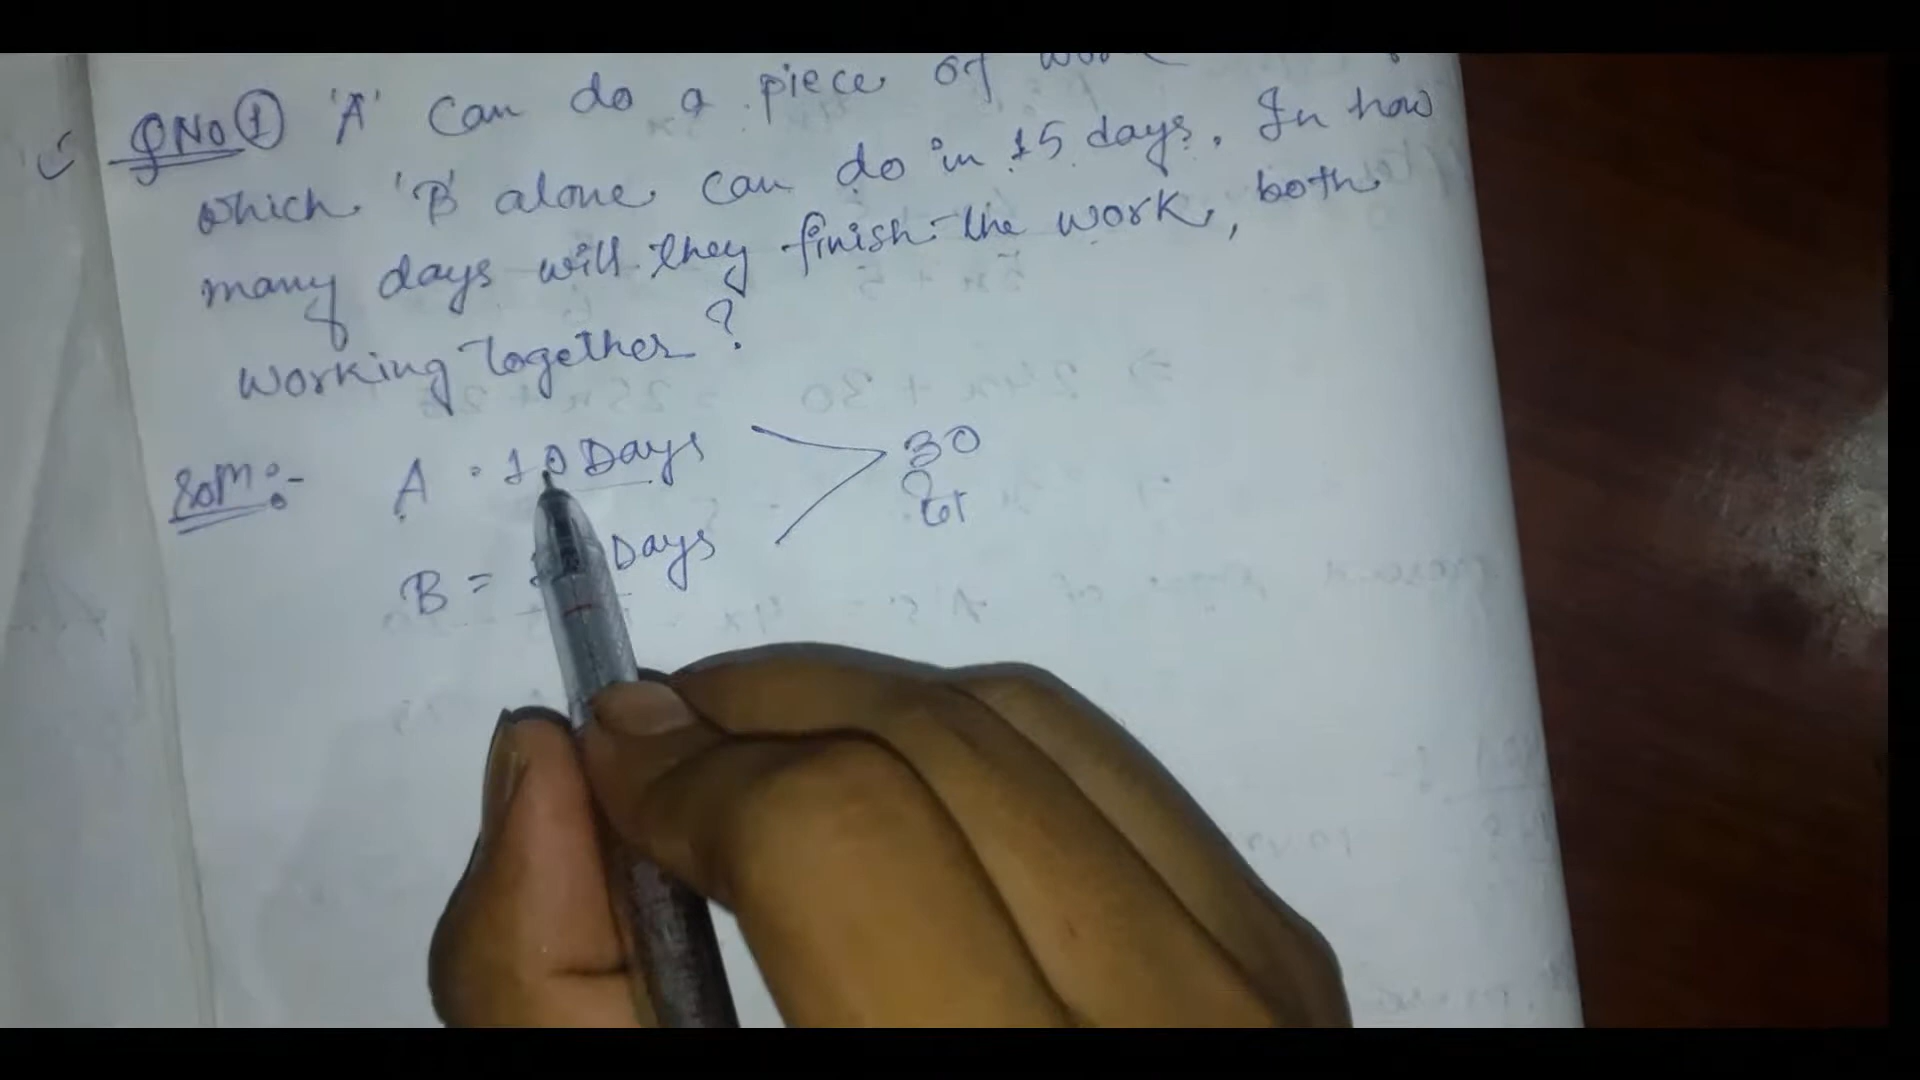 QNo ① 'A' Can do a piece of work
which 'B' alone can do in 15 days. In how
many days will they finish the work, both
working together?
Solⁿ:- A = 10 Days
30
B = Days